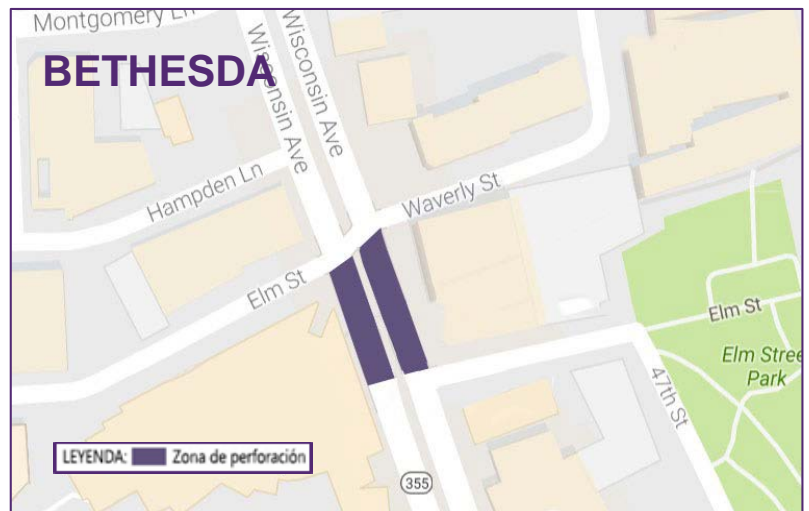 Montgomery Ln
BETHESDA
Wisconsin Ave
Wisconsin Ave
Hampden Ln
Waverly St
Elm St
Elm St
Elm Stree
Park
47th St
LEYENDA: Zona de perforación
355